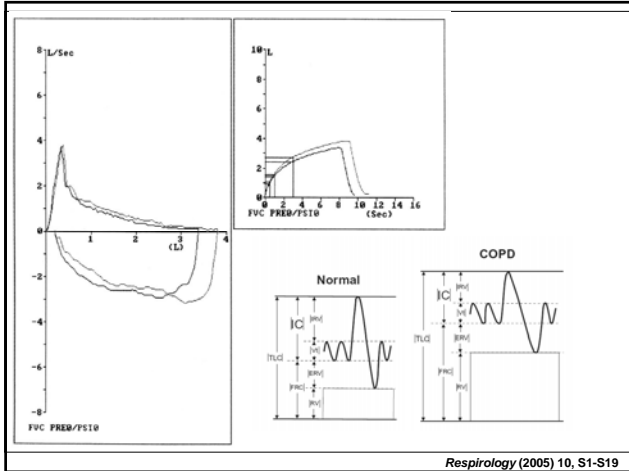 8
L/Sec
6
4
2
0
1
2
3
4
(L)
-2
-4
-6
-8
FVC PRE0/PSI0
10
L
8
6
4
2
0
0 2 4 6 8 10 12 14 16
(Sec)
FVC PRE0/PSI0
Normal
TLC
IC
FRC
IRV
Vt
ERV
RV
COPD
TLC
IC
FRC
IRV
Vt
ERV
RV
Respirology (2005) 10, S1-S19